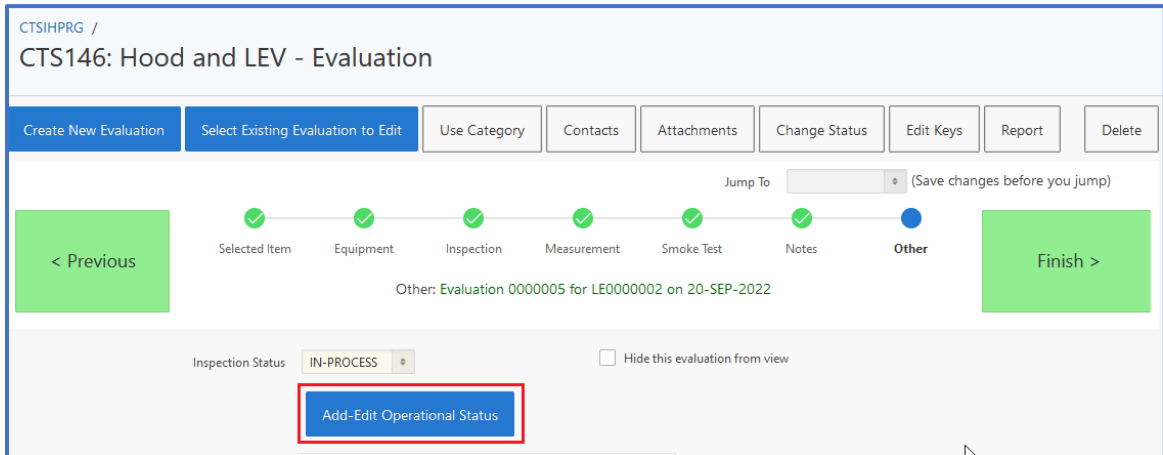 CTSIHPRG /
CTS146: Hood and LEV - Evaluation
Create New Evaluation Select Existing Evaluation to Edit Use Category Contacts Attachments Change Status Edit Keys Report Delete
Jump To (Save changes before you jump)
< Previous
Selected Item Equipment Inspection Measurement Smoke Test Notes Other
Finish >
Other: Evaluation 0000005 for LE0000002 on 20-SEP-2022
Inspection Status IN-PROCESS Hide this evaluation from view
Add-Edit Operational Status